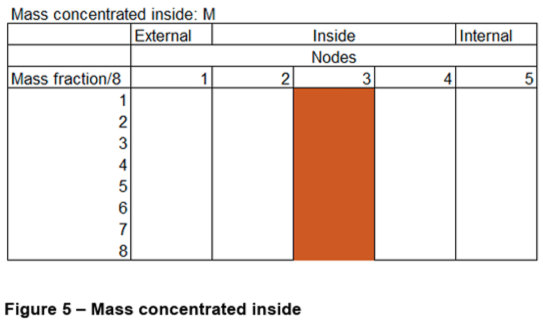 Mass concentrated inside: M
External Inside Internal
Nodes
Mass fraction/8 1 2 3 4 5
1
2
3
4
5
6
7
8
Figure 5 – Mass concentrated inside